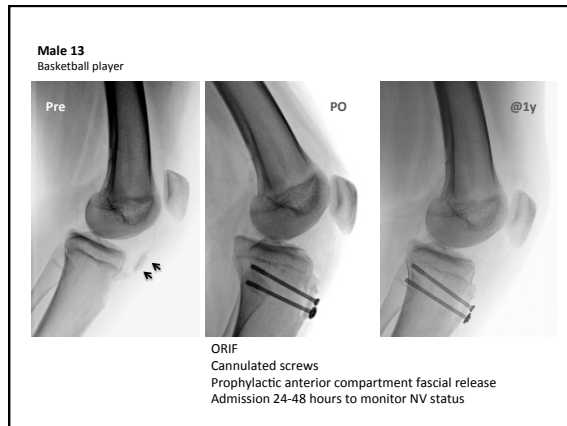 Male 13
Basketball player
Pre
PO
@1y
ORIF
Cannulated screws
Prophylactic anterior compartment fascial release
Admission 24-48 hours to monitor NV status